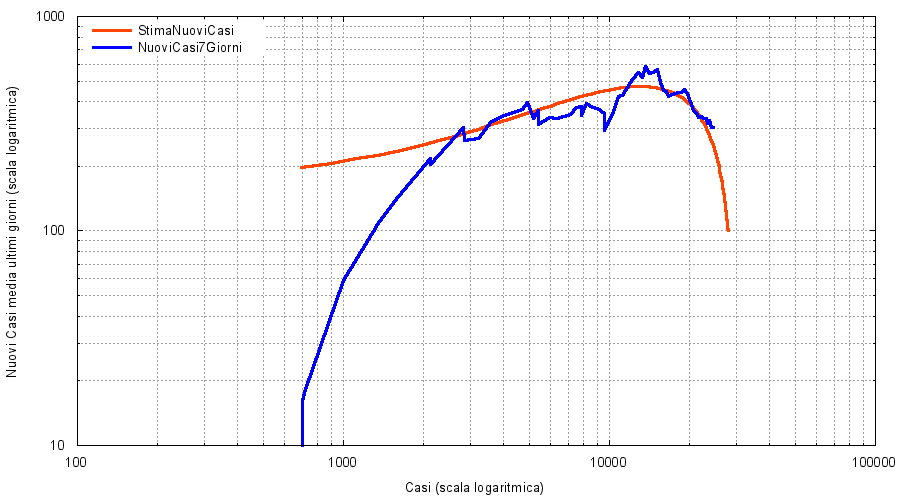 1000
StimaNuoviCasi
NuoviCasi7Giorni
100
10
Nuovi Casi media ultimi giorni (scala logaritmica)
100 1000 10000 100000
Casi (scala logaritmica)